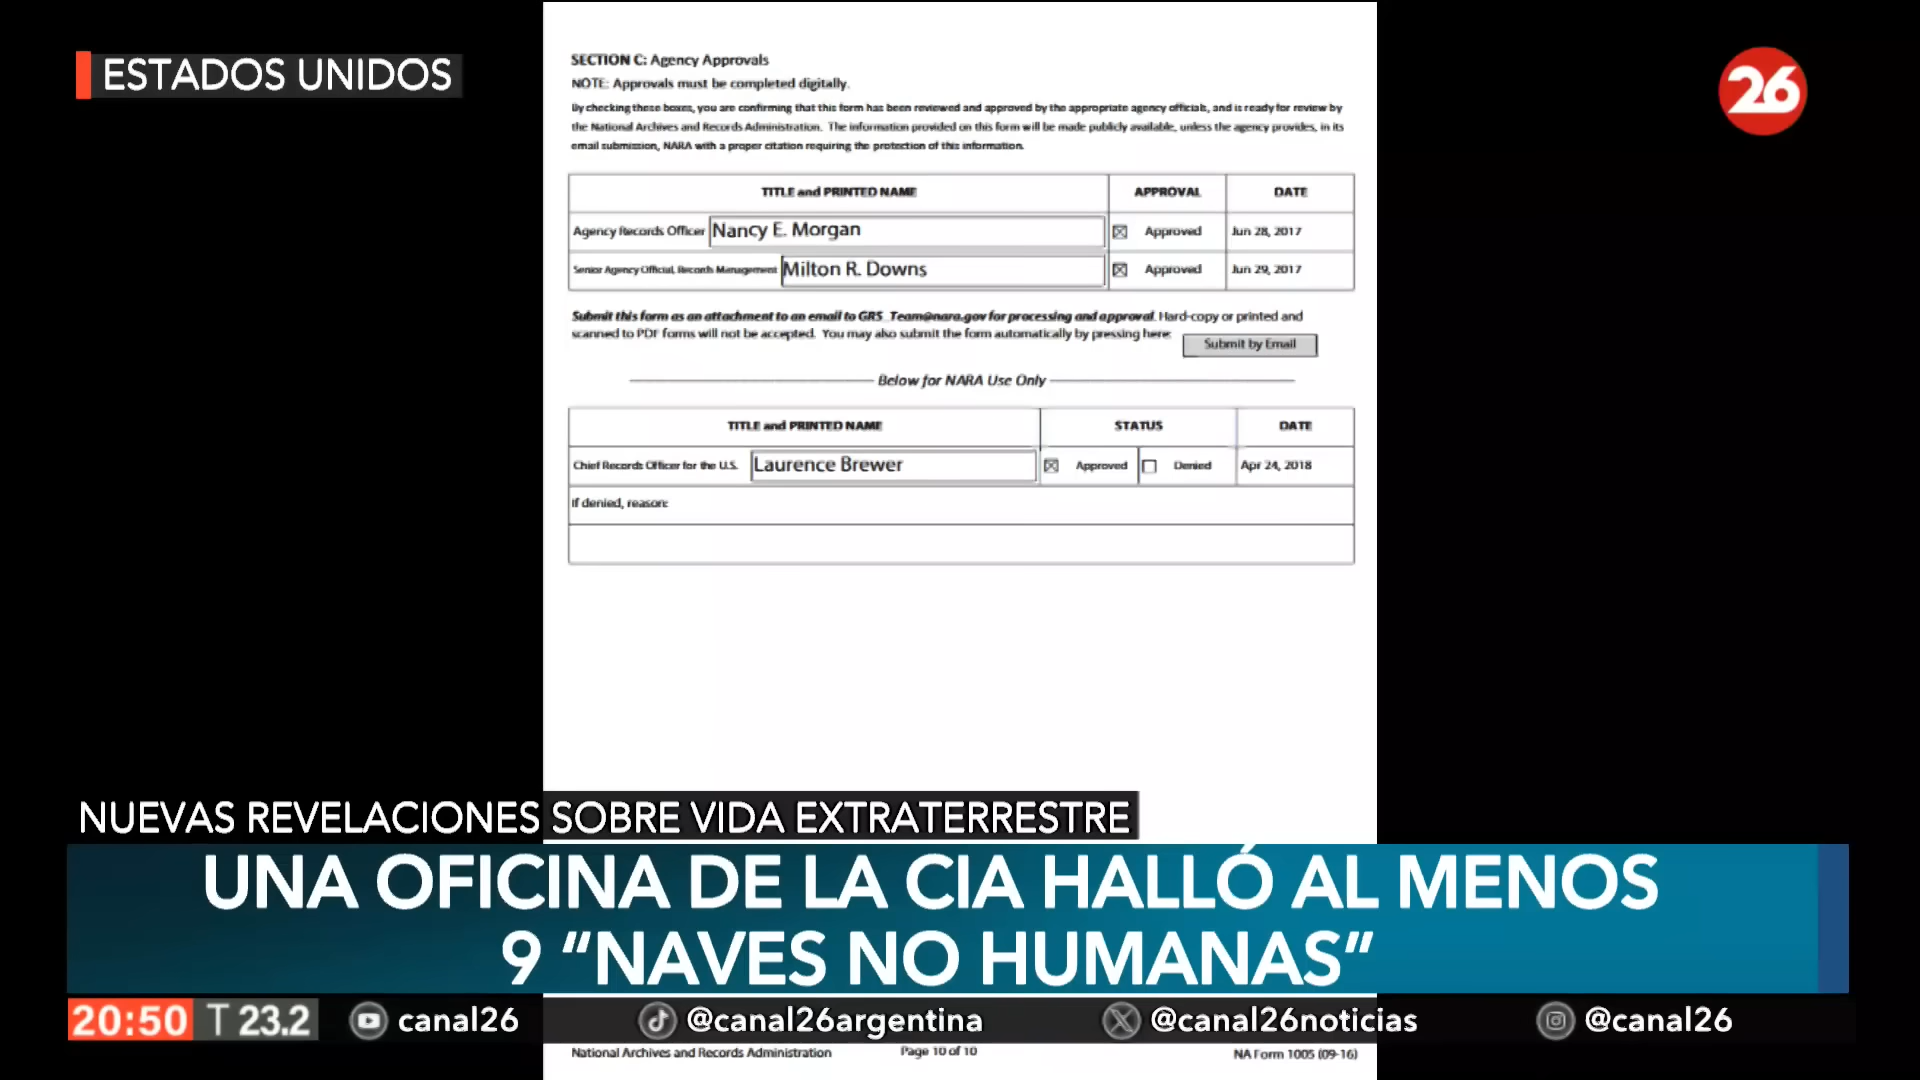 ESTADOS UNIDOS
26
SECTION C: Agency Approvals
NOTE: Approvals must be completed digitally.
By checking these boxes, you are confirming that this form has been reviewed and approved by the appropriate agency officials, and is ready for review by
the National Archives and Records Administration. The information provided on this form will be made publicly available, unless the agency provides, in its
email submission, NARA with a proper citation requiring the protection of this information.
TITLE and PRINTED NAME APPROVAL DATE
Agency Records Officer Nancy E. Morgan Approved Jun 28, 2017
Senior Agency Official, Records Management Milton R. Downs Approved Jun 29, 2017
Submit this form as an attachment to an email to GRS_Team@nara.gov for processing and approval. Hard-copy or printed and
scanned to PDF forms will not be accepted. You may also submit the form automatically by pressing here:
Submit by Email
Below for NARA Use Only
TITLE and PRINTED NAME STATUS DATE
Chief Records Officer for the U.S. Laurence Brewer Approved Denied Apr 24, 2018
If denied, reason:
NUEVAS REVELACIONES SOBRE VIDA EXTRATERRESTRE
UNA OFICINA DE LA CIA HALLÓ AL MENOS
9 “NAVES NO HUMANAS”
20:50 T 23.2 canal26 @canal26argentina @canal26noticias @canal26
National Archives and Records Administration Page 10 of 10 NA Form 1005 (09-16)